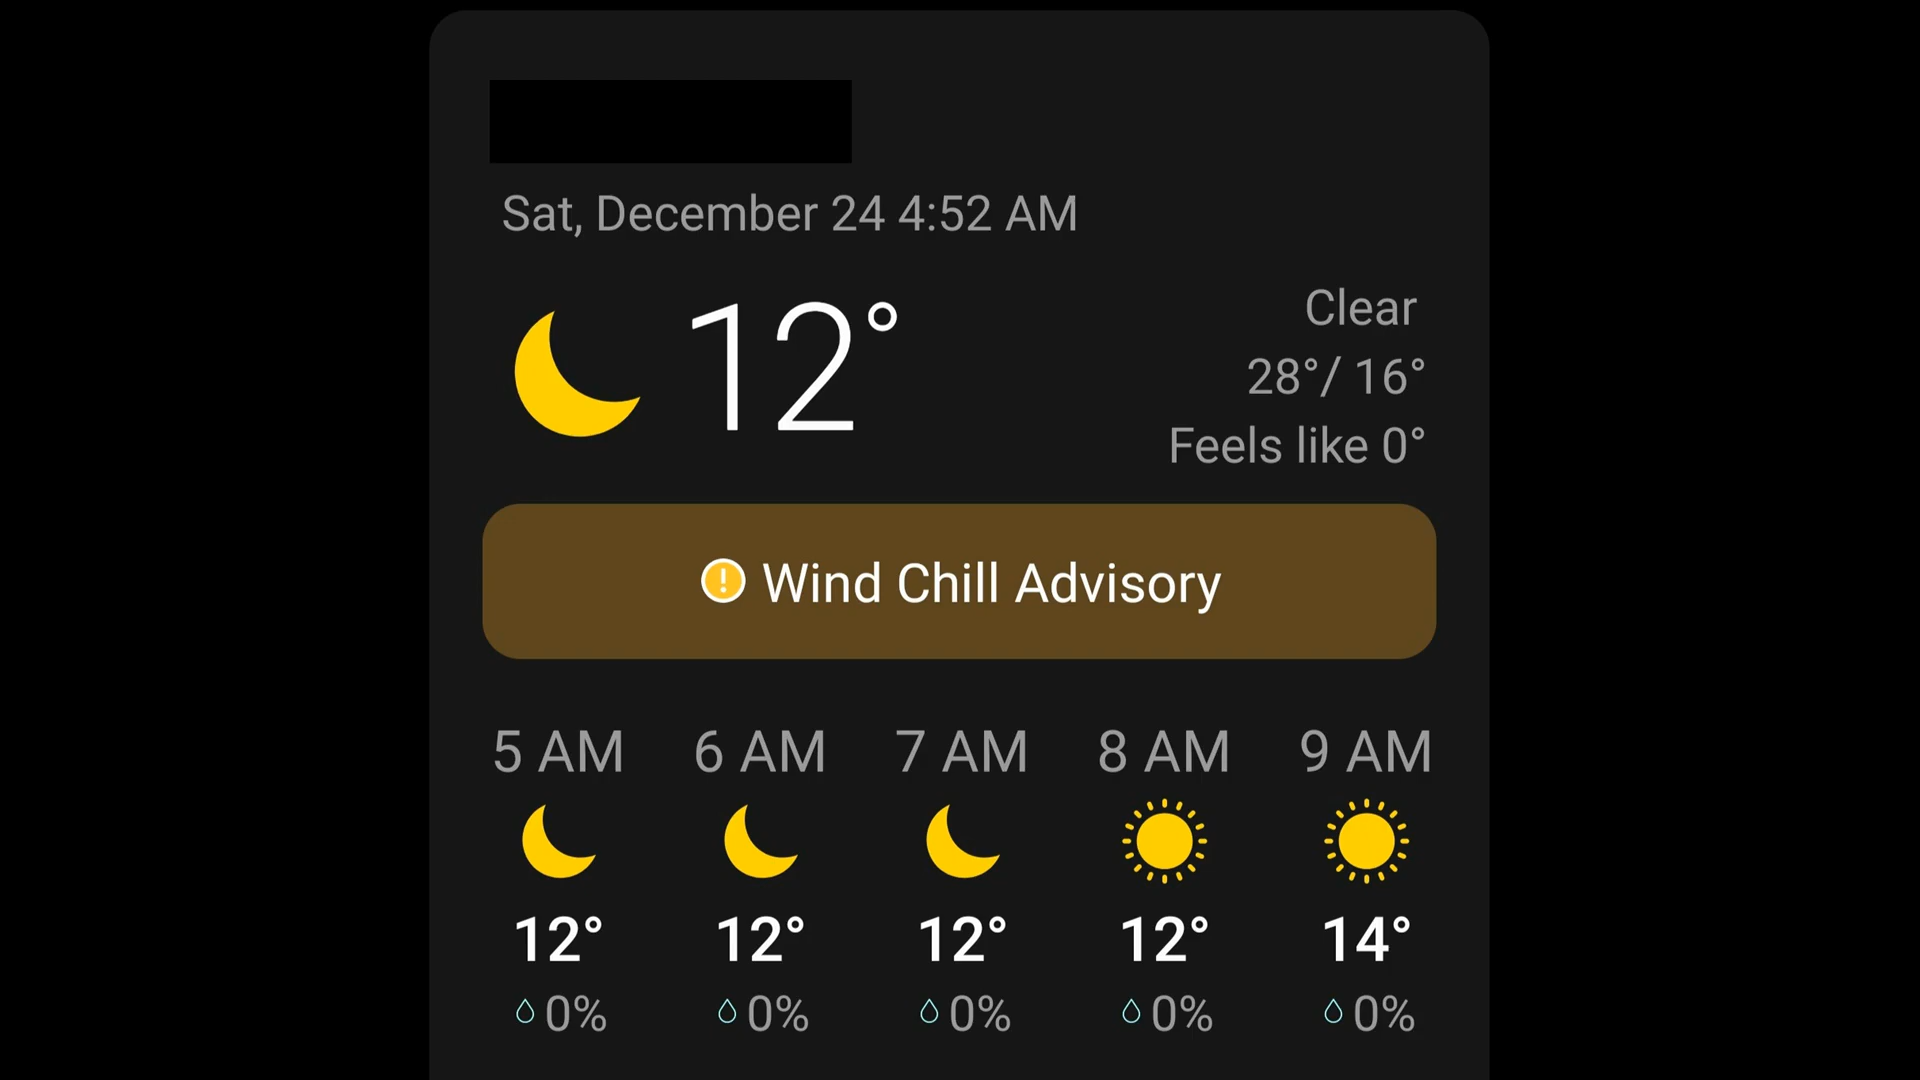 Sat, December 24 4:52 AM
12°
Clear
28°/ 16°
Feels like 0°
! Wind Chill Advisory
5 AM 6 AM 7 AM 8 AM 9 AM
12° 12° 12° 12° 14°
0% 0% 0% 0% 0%